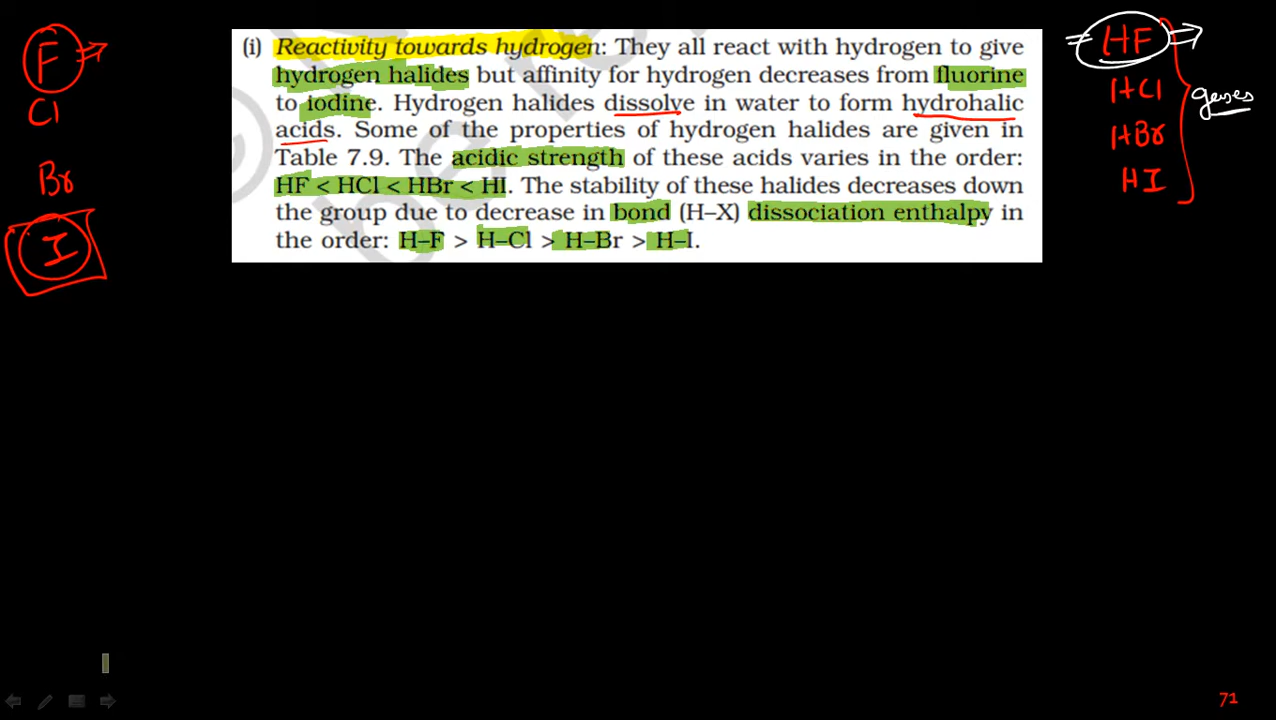 F
Cl
Br
I
(i) Reactivity towards hydrogen: They all react with hydrogen to give
hydrogen halides but affinity for hydrogen decreases from fluorine
to iodine. Hydrogen halides dissolve in water to form hydrohalic
acids. Some of the properties of hydrogen halides are given in
Table 7.9. The acidic strength of these acids varies in the order:
HF < HCl < HBr < HI. The stability of these halides decreases down
the group due to decrease in bond (H–X) dissociation enthalpy in
the order: H–F > H–Cl > H–Br > H–I.
HF
HCl
HBr
HI
gases
71